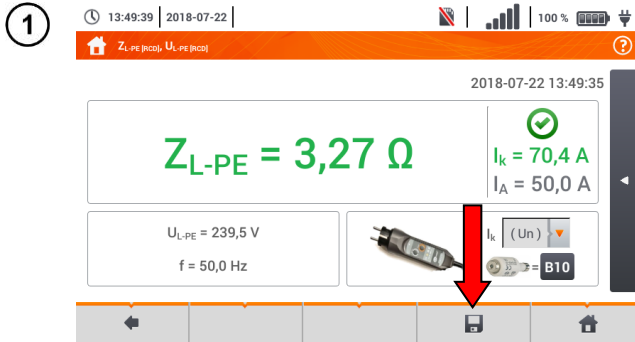 1
13:49:39 2018-07-22 100 %
ZL-PE [RCD], UL-PE [RCD]
?
2018-07-22 13:49:35
ZL-PE = 3,27 Ω
Ik = 70,4 A
IA = 50,0 A
UL-PE = 239,5 V
f = 50,0 Hz
Ik (Un)
= B10